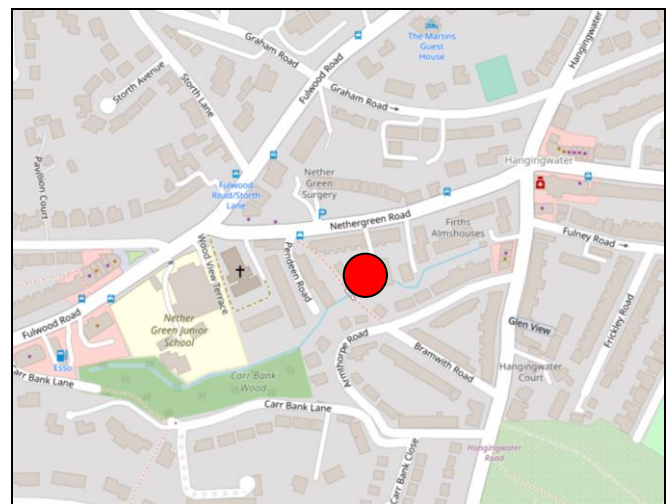 The Martins
Guest
House
Graham Road
Fulwood Road
Hangingwater
Storth Avenue
Storth Lane
Graham Road →
Pavilion Court
Hangingwater
Nether
Green
Surgery
Fulwood
Road/Storth
Lane
P
Nethergreen Road
Firths
Almshouses
Fulney Road →
Wood View Terrace
Pendeen Road
Nether
Green Junior
School
Fulwood Road
Esso
Glen View
Frickley Road
Arnthorpe Road
Bramwith Road
Hangingwater
Court
Carr Bank
Wood
Carr Bank Lane
Carr Bank Lane
Carr Bank Close
Hangingwater
Road